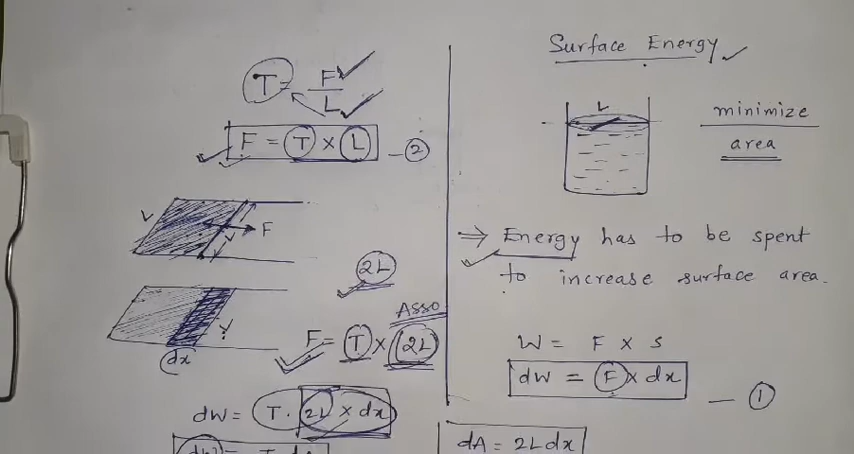 Surface Energy
L
minimize
area
⇒ Energy has to be spent
to increase surface area.
W = F × s
dW = F × dx — ①
T = F/L
F = T × L — ②
F
2L
dx
Asso
F = T × (2L)
dW = T · 2L × dx
dA = 2L dx